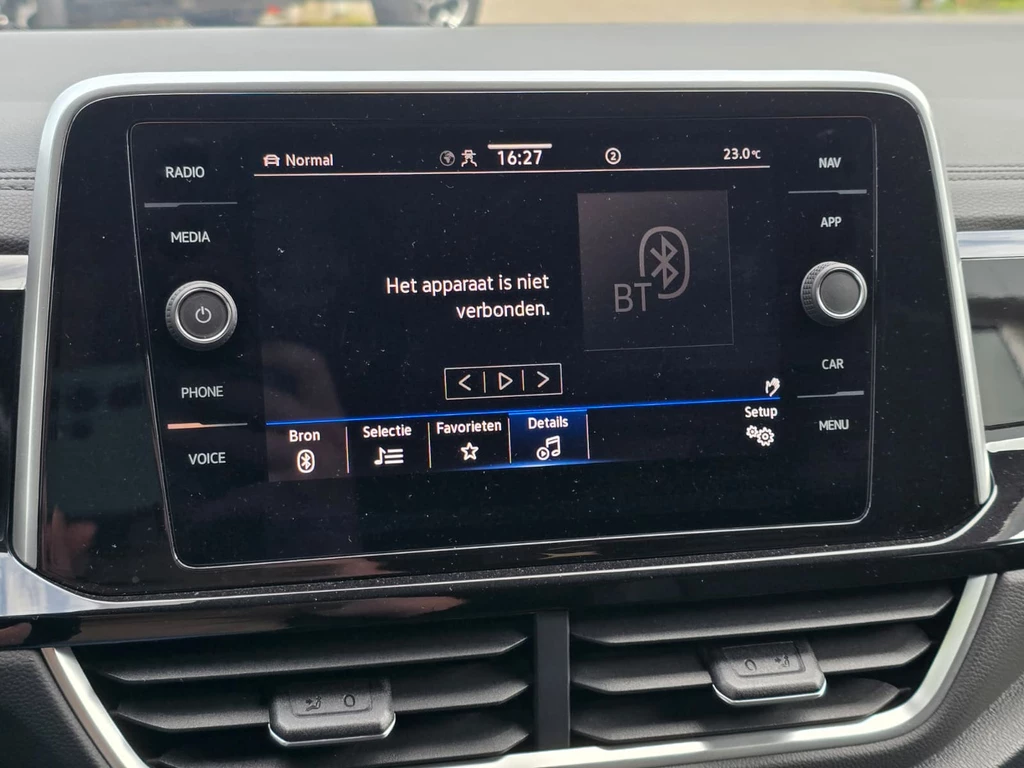 Normal
16:27
2
23.0°C
RADIO
MEDIA
PHONE
VOICE
Het apparaat is niet
verbonden.
BT
NAV
APP
CAR
MENU
Bron
Selectie
Favorieten
Details
Setup